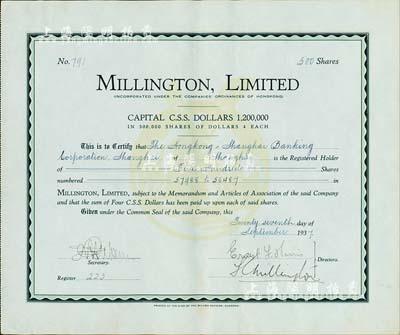 No. 791 500 Shares
MILLINGTON, LIMITED
(INCORPORATED UNDER THE COMPANIES' ORDINANCES OF HONGKONG)
CAPITAL C.S.S. DOLLARS 1,200,000
IN 300,000 SHARES OF DOLLARS 4 EACH
This is to Certify that The Hongkong & Shanghai Banking
Corporation, Shanghai of Shanghai is the Registered Holder
of Five Hundred Shares
numbered to in
MILLINGTON, LIMITED, subject to the Memorandum and Articles of Association of the said Company
and that the sum of Four C.S.S. Dollars has been paid up upon each of said shares.
Given under the Common Seal of the said Company, this
Twenty seventh day of
September 1937
Secretary.
Directors.
Register 223